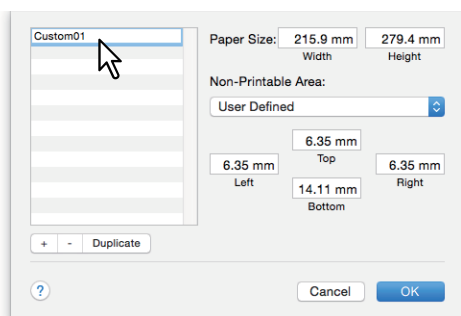 Custom01
Paper Size: 215.9 mm 279.4 mm
Width Height
Non-Printable Area:
User Defined
6.35 mm
Top
6.35 mm 6.35 mm
Left Right
14.11 mm
Bottom
+ - Duplicate
? Cancel OK